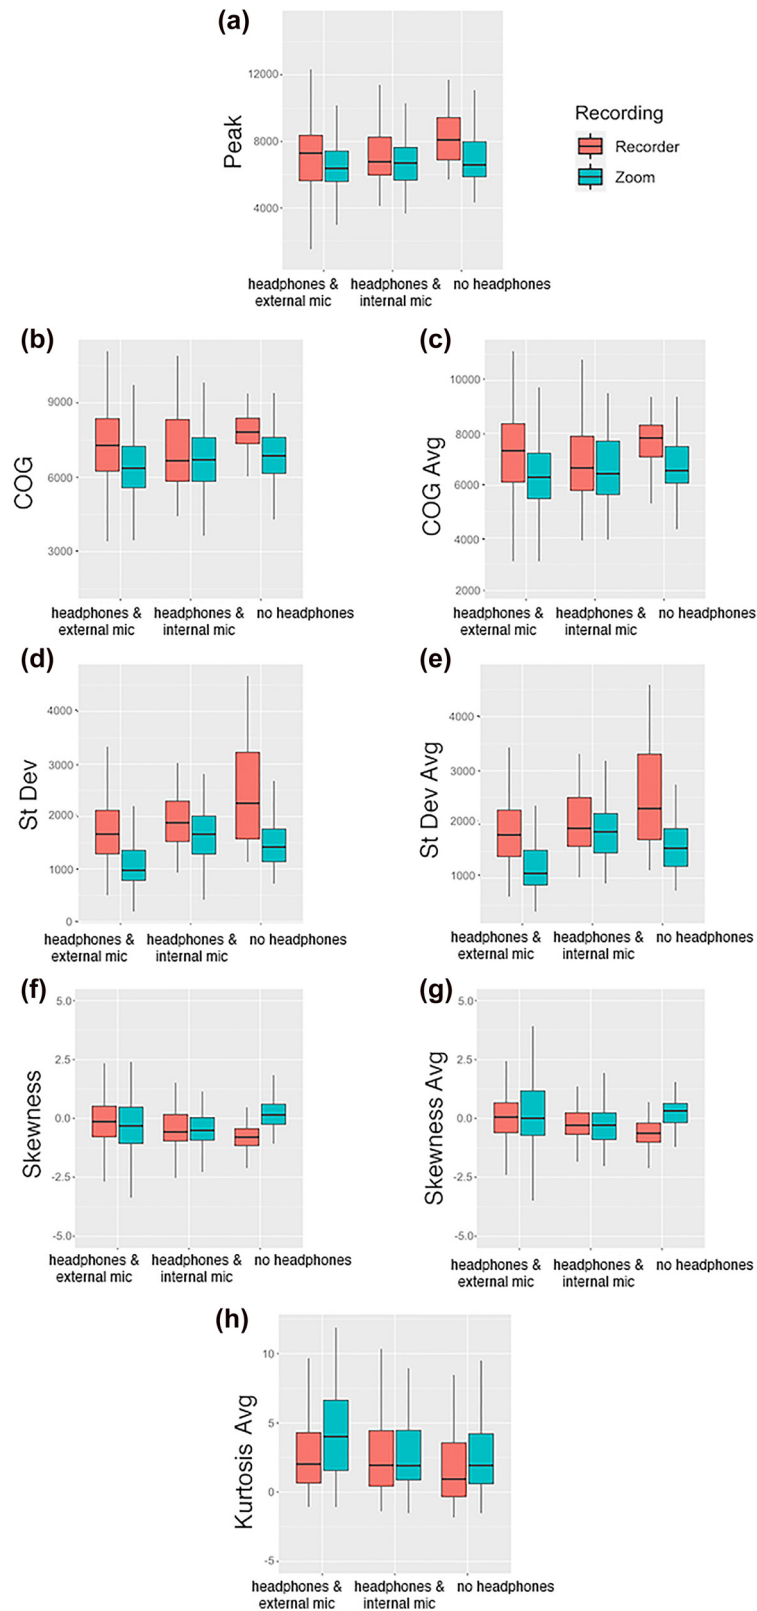 (a)
Peak
12000
8000
4000
headphones & external mic
headphones & internal mic
no headphones
Recording
Recorder
Zoom
(b)
COG
9000
6000
3000
headphones & external mic
headphones & internal mic
no headphones
(c)
COG Avg
10000
8000
6000
4000
2000
headphones & external mic
headphones & internal mic
no headphones
(d)
St Dev
4000
3000
2000
1000
0
headphones & external mic
headphones & internal mic
no headphones
(e)
St Dev Avg
4000
3000
2000
1000
headphones & external mic
headphones & internal mic
no headphones
(f)
Skewness
5.0
2.5
0.0
-2.5
-5.0
headphones & external mic
headphones & internal mic
no headphones
(g)
Skewness Avg
5.0
2.5
0.0
-2.5
-5.0
headphones & external mic
headphones & internal mic
no headphones
(h)
Kurtosis Avg
10
5
0
-5
headphones & external mic
headphones & internal mic
no headphones